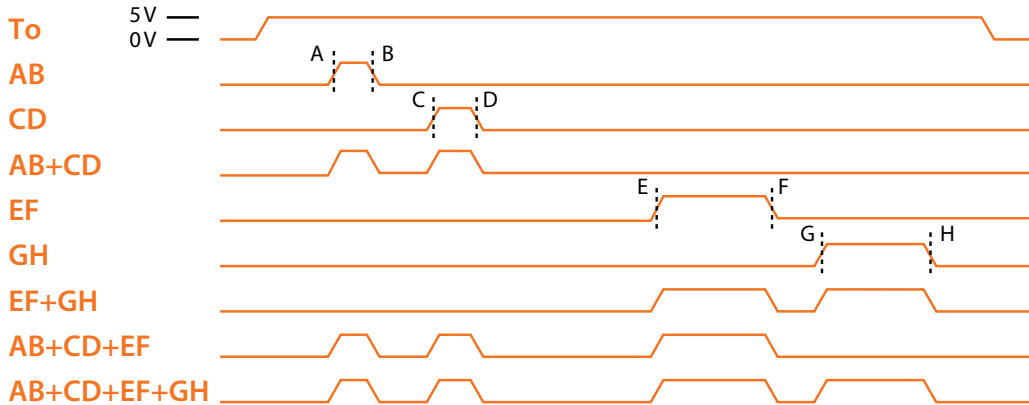 To 5V
0V
AB A B
CD C D
AB+CD
EF E F
GH G H
EF+GH
AB+CD+EF
AB+CD+EF+GH